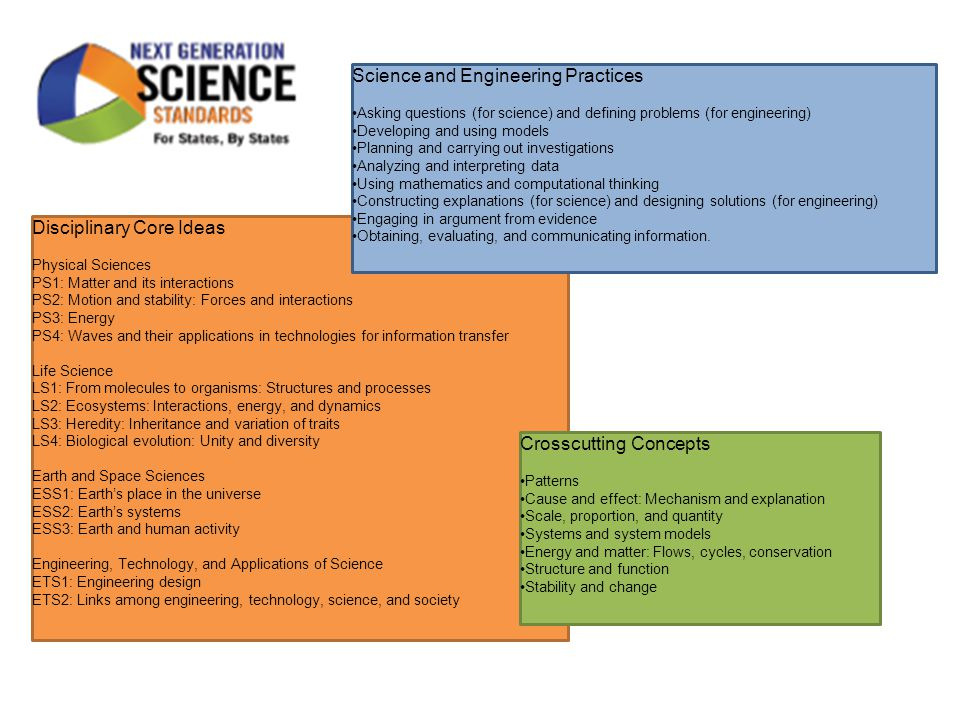 NEXT GENERATION
SCIENCE
STANDARDS
For States, By States
Science and Engineering Practices
•Asking questions (for science) and defining problems (for engineering)
•Developing and using models
•Planning and carrying out investigations
•Analyzing and interpreting data
•Using mathematics and computational thinking
•Constructing explanations (for science) and designing solutions (for engineering)
•Engaging in argument from evidence
•Obtaining, evaluating, and communicating information.
Disciplinary Core Ideas
Physical Sciences
PS1: Matter and its interactions
PS2: Motion and stability: Forces and interactions
PS3: Energy
PS4: Waves and their applications in technologies for information transfer
Life Science
LS1: From molecules to organisms: Structures and processes
LS2: Ecosystems: Interactions, energy, and dynamics
LS3: Heredity: Inheritance and variation of traits
LS4: Biological evolution: Unity and diversity
Earth and Space Sciences
ESS1: Earth's place in the universe
ESS2: Earth's systems
ESS3: Earth and human activity
Engineering, Technology, and Applications of Science
ETS1: Engineering design
ETS2: Links among engineering, technology, science, and society
Crosscutting Concepts
•Patterns
•Cause and effect: Mechanism and explanation
•Scale, proportion, and quantity
•Systems and system models
•Energy and matter: Flows, cycles, conservation
•Structure and function
•Stability and change